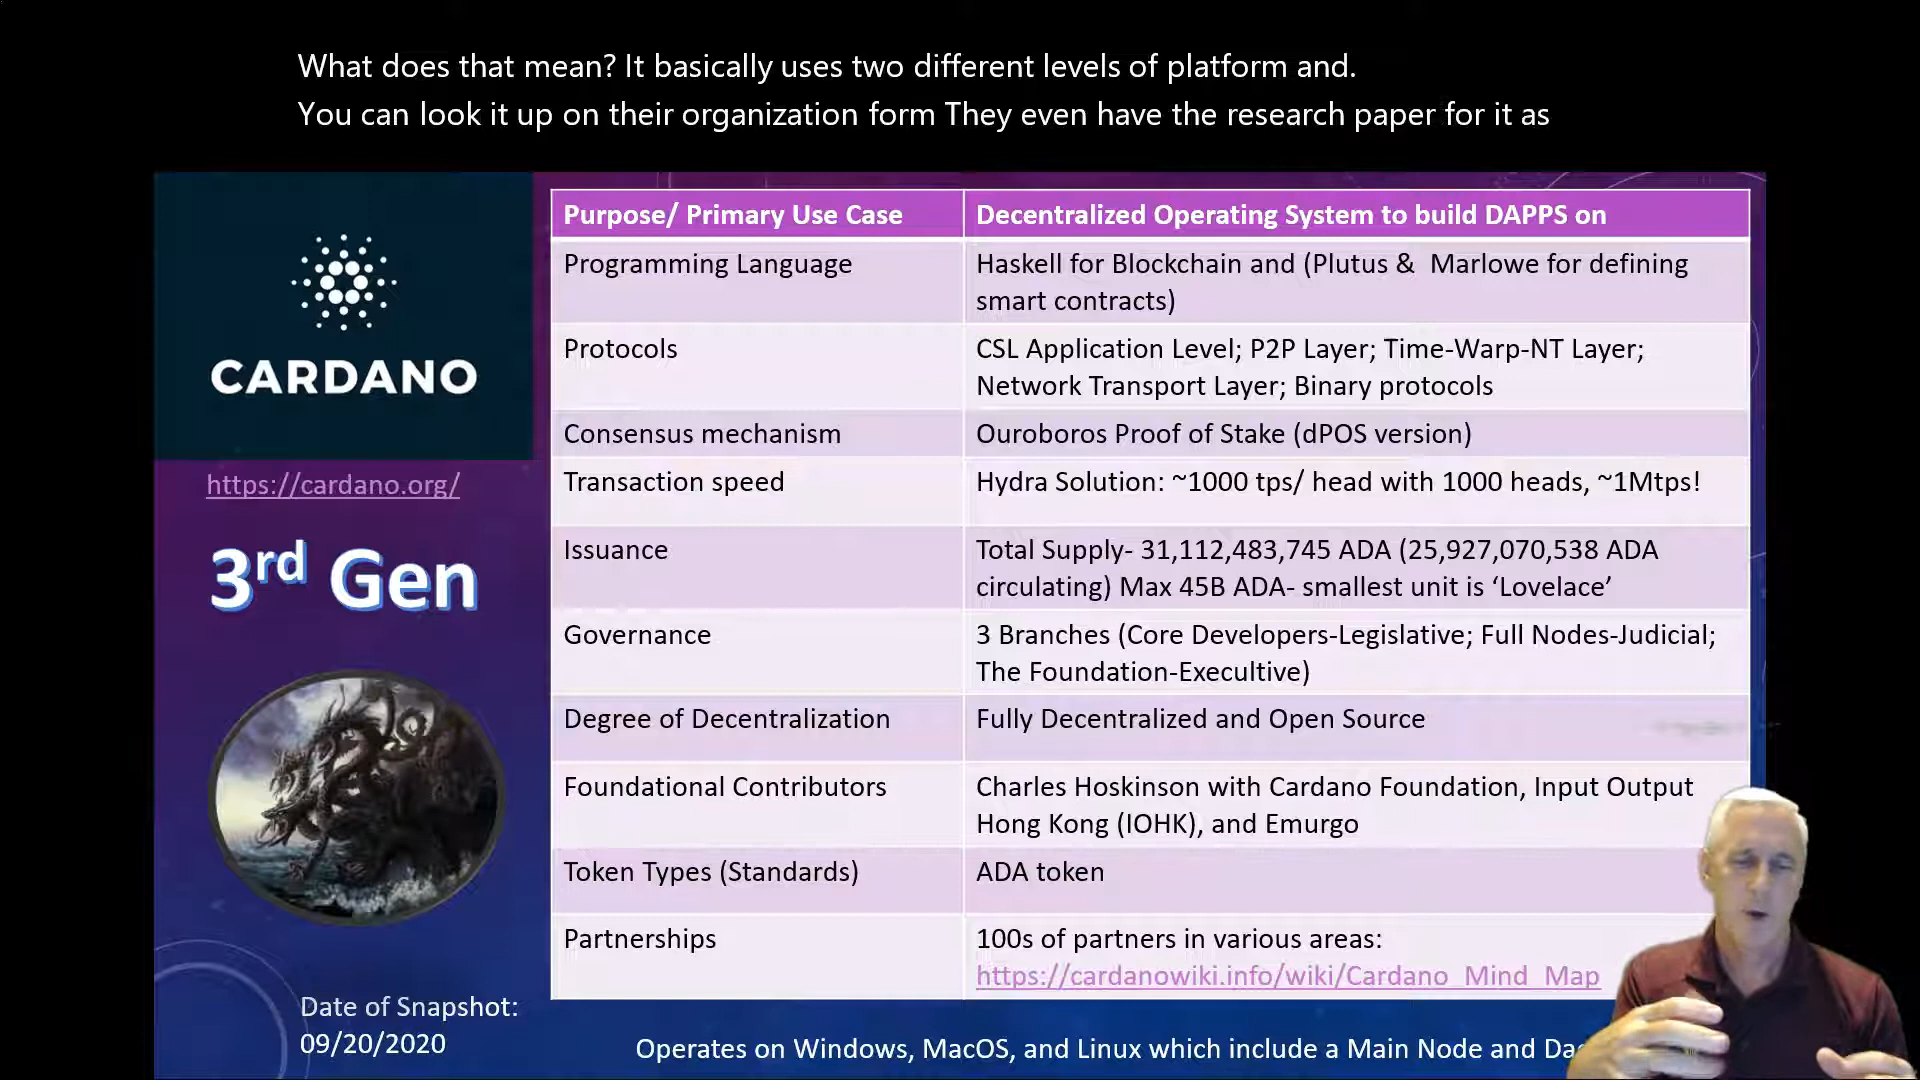 What does that mean? It basically uses two different levels of platform and.
You can look it up on their organization form They even have the research paper for it as
CARDANO
https://cardano.org/
3rd Gen
Date of Snapshot:
09/20/2020
Purpose/ Primary Use Case
Decentralized Operating System to build DAPPS on
Programming Language
Haskell for Blockchain and (Plutus & Marlowe for defining
smart contracts)
Protocols
CSL Application Level; P2P Layer; Time-Warp-NT Layer;
Network Transport Layer; Binary protocols
Consensus mechanism
Ouroboros Proof of Stake (dPOS version)
Transaction speed
Hydra Solution: ~1000 tps/ head with 1000 heads, ~1Mtps!
Issuance
Total Supply- 31,112,483,745 ADA (25,927,070,538 ADA
circulating) Max 45B ADA- smallest unit is ‘Lovelace’
Governance
3 Branches (Core Developers-Legislative; Full Nodes-Judicial;
The Foundation-Executive)
Degree of Decentralization
Fully Decentralized and Open Source
Foundational Contributors
Charles Hoskinson with Cardano Foundation, Input Output
Hong Kong (IOHK), and Emurgo
Token Types (Standards)
ADA token
Partnerships
100s of partners in various areas:
https://cardanowiki.info/wiki/Cardano_Mind_Map
Operates on Windows, MacOS, and Linux which include a Main Node and